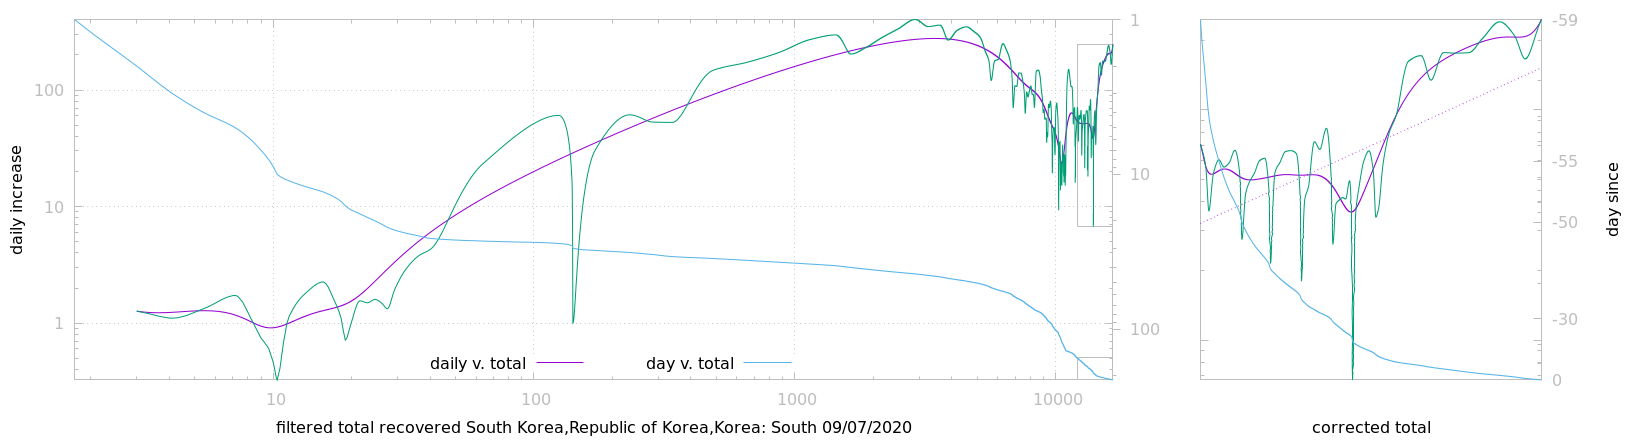 daily increase
100
10
1
10
100
1000
10000
1
10
100
daily v. total
day v. total
filtered total recovered South Korea,Republic of Korea,Korea: South 09/07/2020
-59
-55
-50
-30
0
day since
corrected total